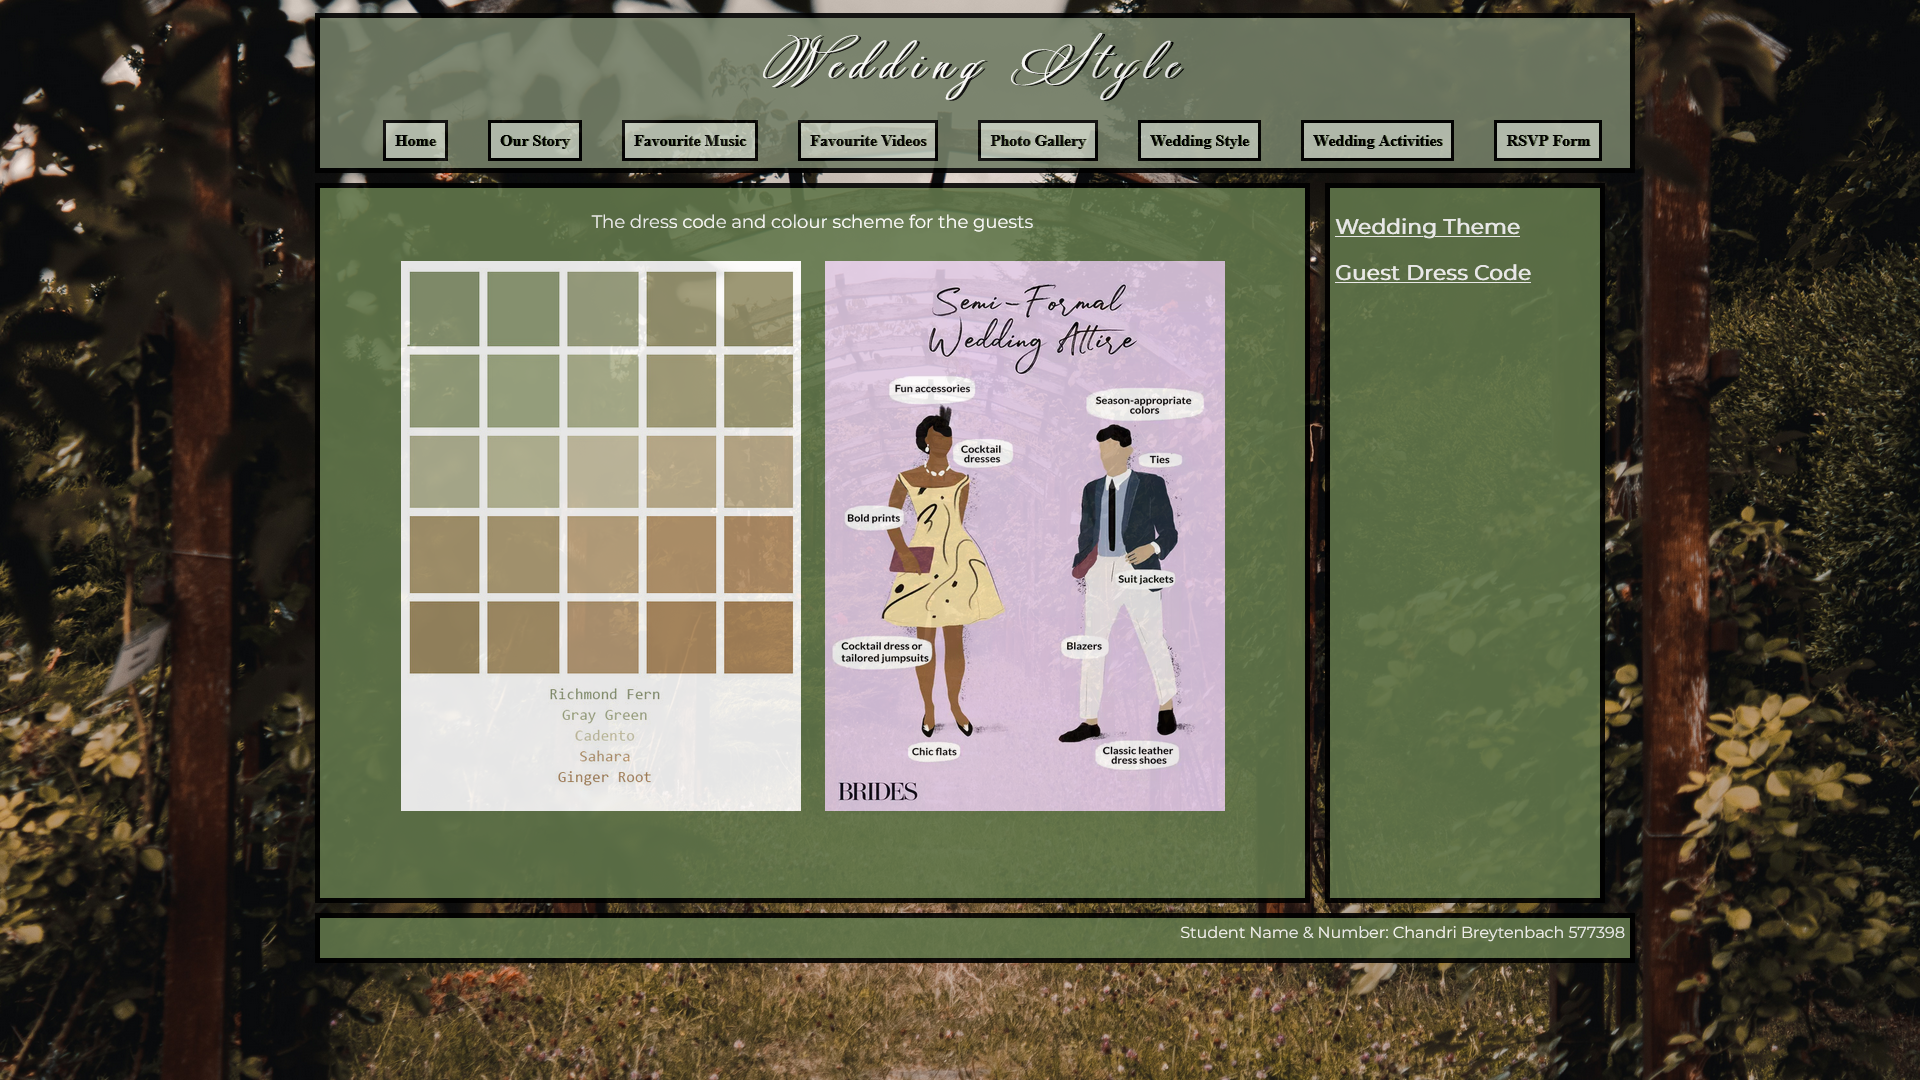 Wedding Style
Home
Our Story
Favourite Music
Favourite Videos
Photo Gallery
Wedding Style
Wedding Activities
RSVP Form
The dress code and colour scheme for the guests
Richmond Fern
Gray Green
Cadento
Sahara
Ginger Root
Semi-Formal
Wedding Attire
Fun accessories
Season-appropriate
colors
Cocktail
dresses
Ties
Bold prints
Suit jackets
Cocktail dress or
tailored jumpsuits
Blazers
Chic flats
Classic leather
dress shoes
BRIDES
Wedding Theme
Guest Dress Code
Student Name & Number: Chandri Breytenbach 577398